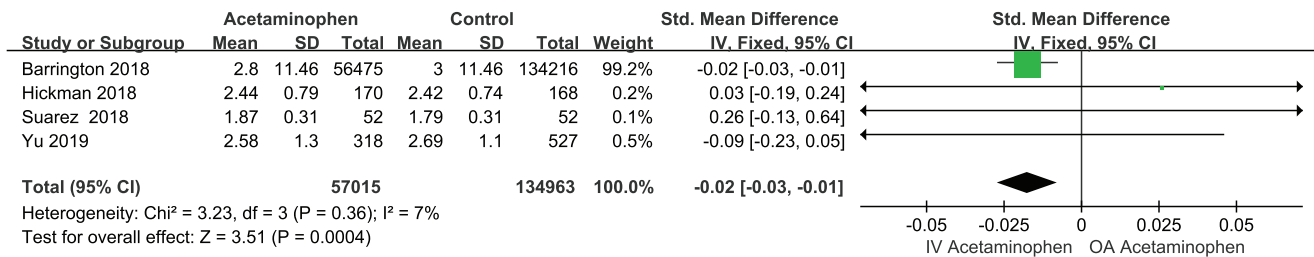 Acetaminophen Control Std. Mean Difference Std. Mean Difference
Study or Subgroup Mean SD Total Mean SD Total Weight IV, Fixed, 95% CI IV, Fixed, 95% CI
Barrington 2018 2.8 11.46 56475 3 11.46 134216 99.2% -0.02 [-0.03, -0.01]
Hickman 2018 2.44 0.79 170 2.42 0.74 168 0.2% 0.03 [-0.19, 0.24]
Suarez 2018 1.87 0.31 52 1.79 0.31 52 0.1% 0.26 [-0.13, 0.64]
Yu 2019 2.58 1.3 318 2.69 1.1 527 0.5% -0.09 [-0.23, 0.05]
Total (95% CI) 57015 134963 100.0% -0.02 [-0.03, -0.01]
Heterogeneity: Chi² = 3.23, df = 3 (P = 0.36); I² = 7%
Test for overall effect: Z = 3.51 (P = 0.0004)
-0.05 -0.025 0 0.025 0.05
IV Acetaminophen OA Acetaminophen